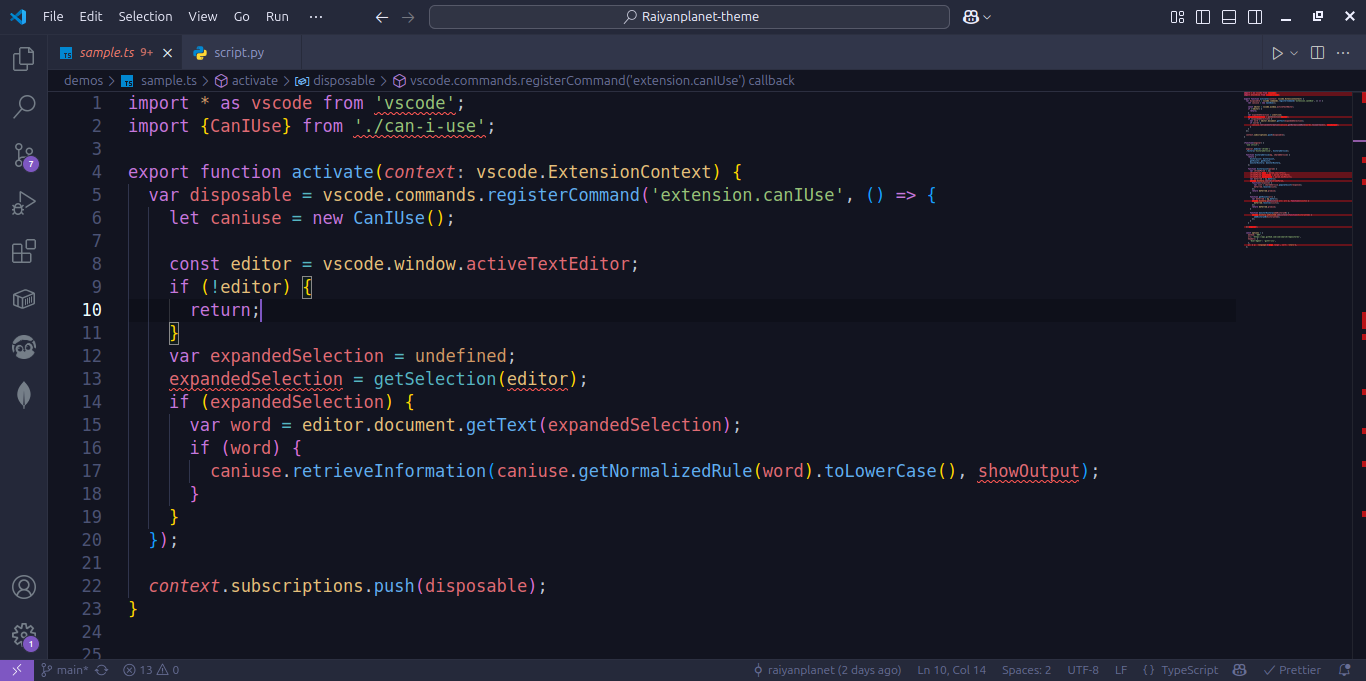 File Edit Selection View Go Run ··· Raiyanplanet-theme
sample.ts 9+ script.py
demos > sample.ts > activate > disposable > vscode.commands.registerCommand('extension.canIUse') callback
1 import * as vscode from 'vscode';
2 import {CanIUse} from './can-i-use';
3
4 export function activate(context: vscode.ExtensionContext) {
5 var disposable = vscode.commands.registerCommand('extension.canIUse', () => {
6 let caniuse = new CanIUse();
7
8 const editor = vscode.window.activeTextEditor;
9 if (!editor) {
10 return;
11 }
12 var expandedSelection = undefined;
13 expandedSelection = getSelection(editor);
14 if (expandedSelection) {
15 var word = editor.document.getText(expandedSelection);
16 if (word) {
17 caniuse.retrieveInformation(caniuse.getNormalizedRule(word).toLowerCase(), showOutput);
18 }
19 }
20 });
21
22 context.subscriptions.push(disposable);
23 }
24
25
7
1
main* 13 0 raiyanplanet (2 days ago) Ln 10, Col 14 Spaces: 2 UTF-8 LF {} TypeScript Prettier